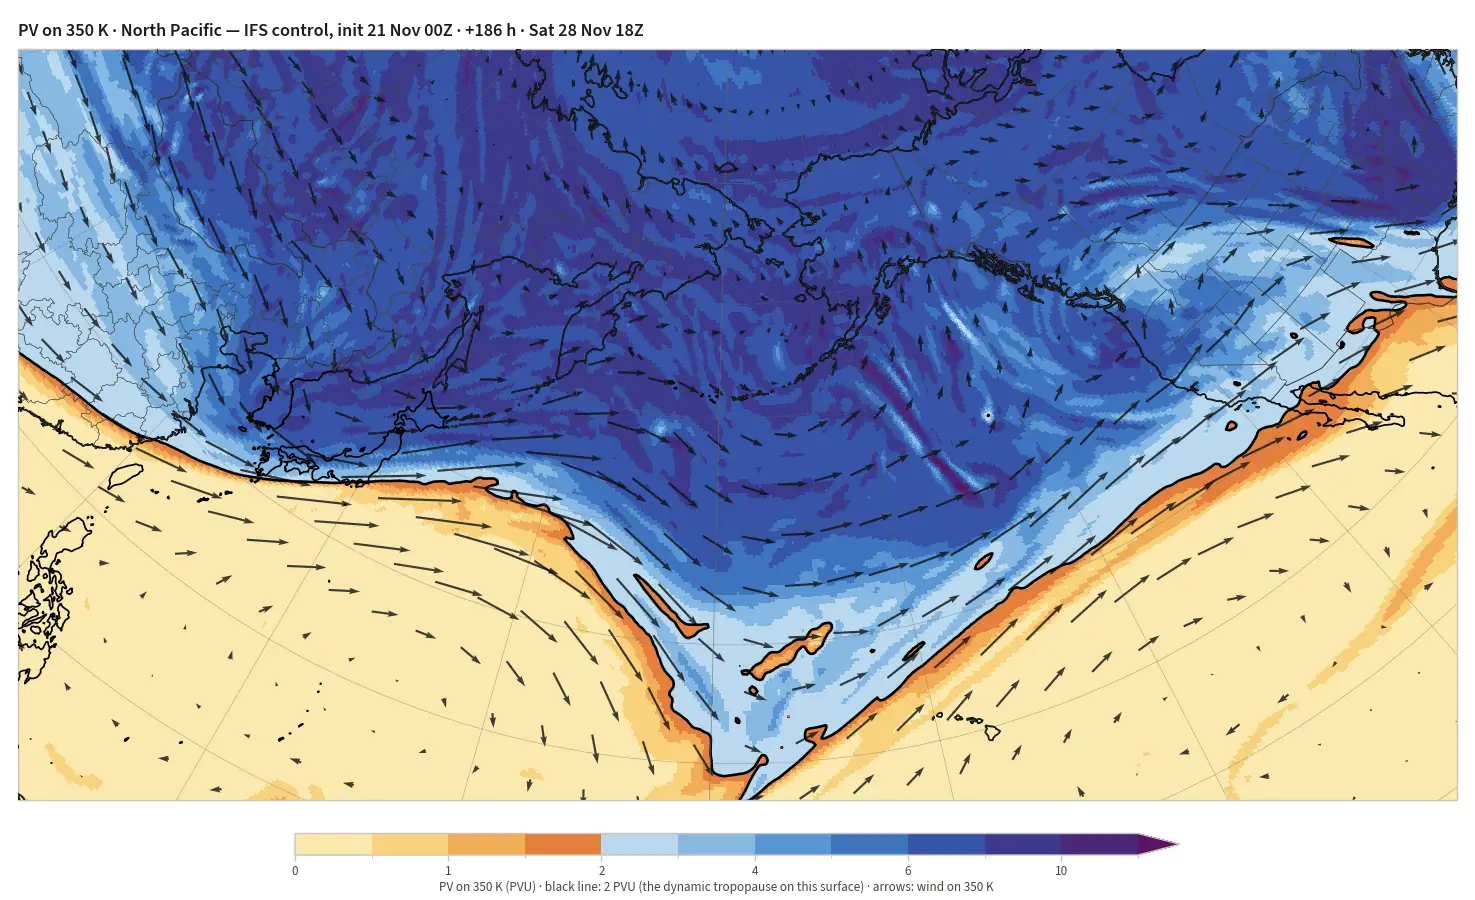 PV on 350 K · North Pacific — IFS control, init 21 Nov 00Z · +186 h · Sat 28 Nov 18Z
0 1 2 4 6 10
PV on 350 K (PVU) · black line: 2 PVU (the dynamic tropopause on this surface) · arrows: wind on 350 K